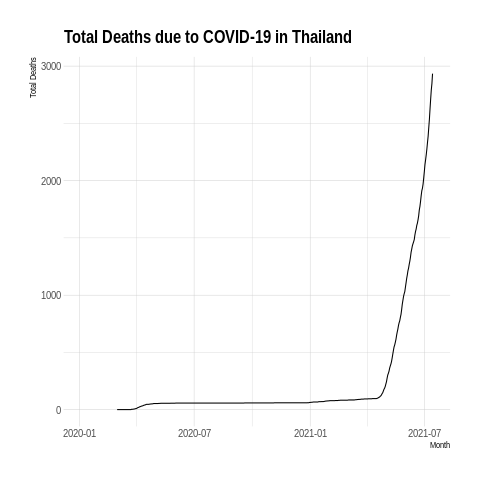 Total Deaths due to COVID-19 in Thailand
Total Deaths
3000
2000
1000
0
2020-01 2020-07 2021-01 2021-07
Month